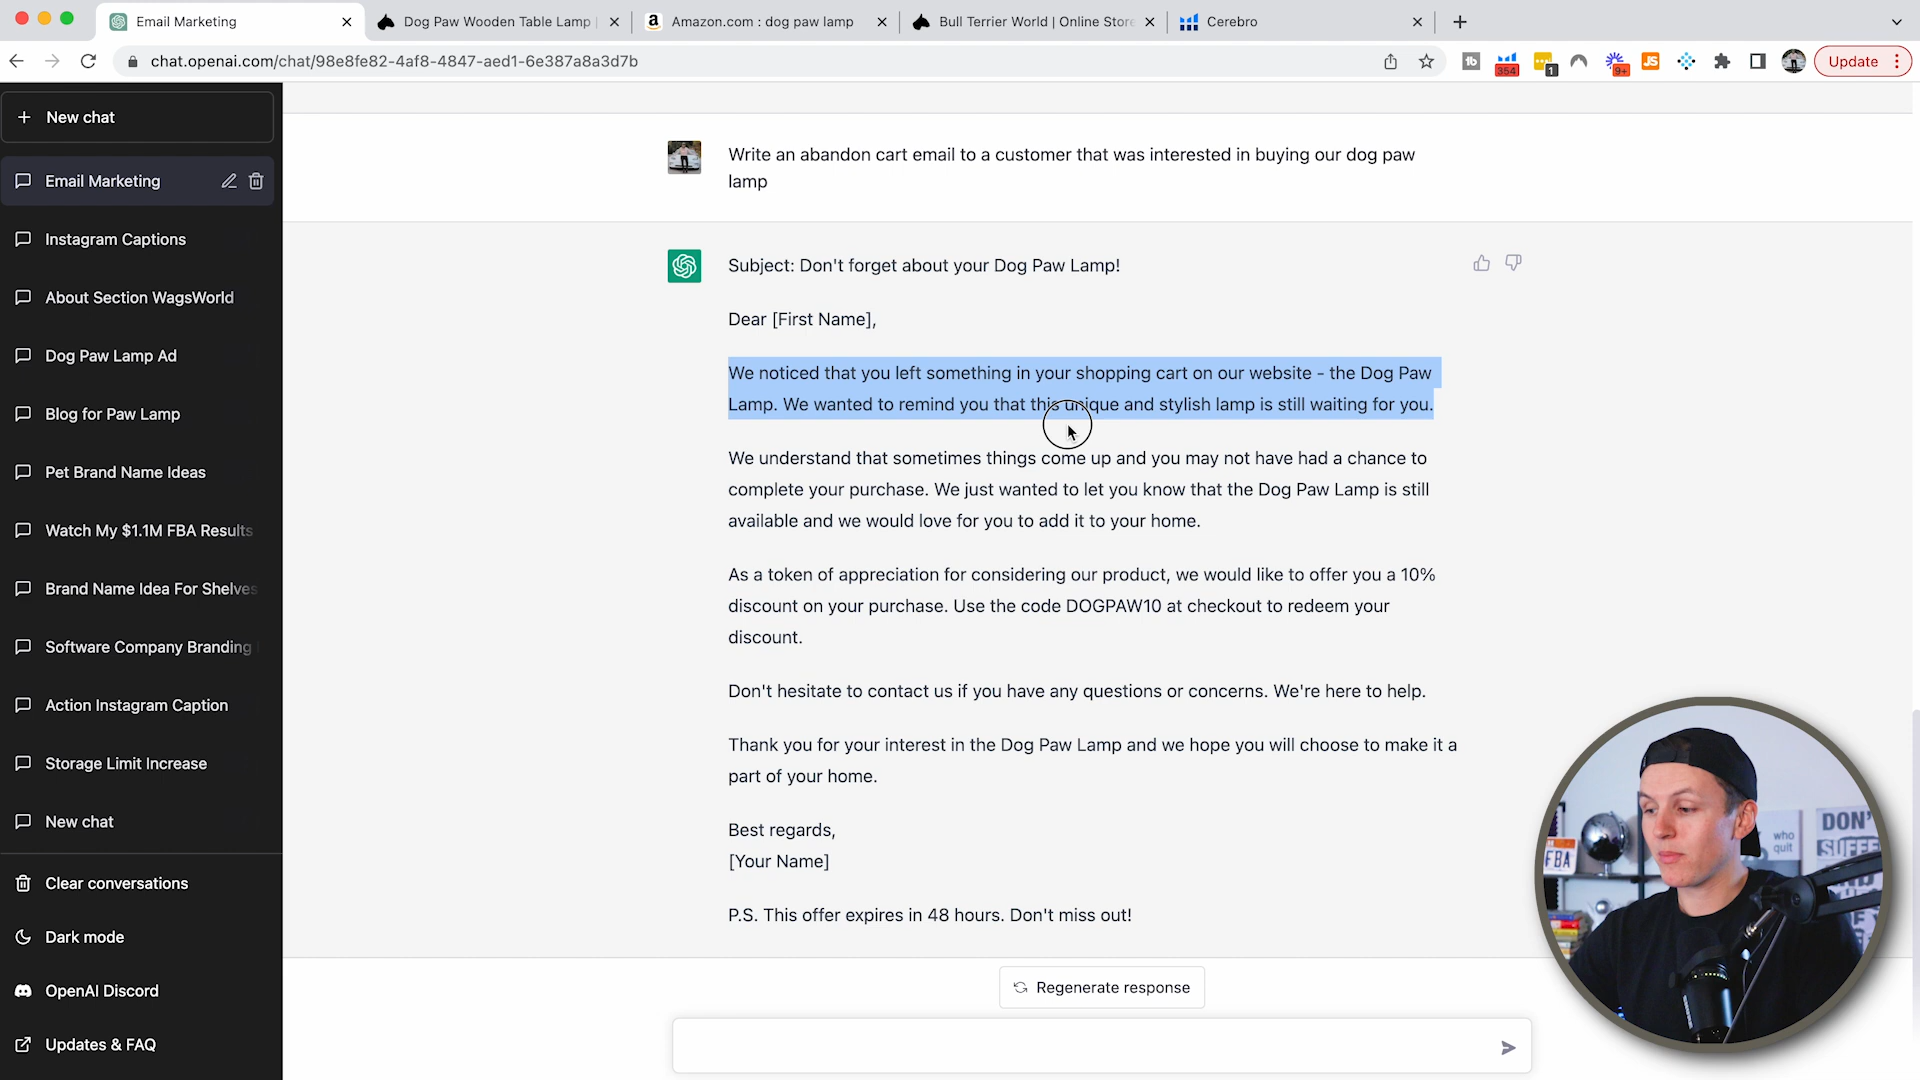 Email Marketing
Dog Paw Wooden Table Lamp |
Amazon.com : dog paw lamp
Bull Terrier World | Online Store
Cerebro
chat.openai.com/chat/98e8fe82-4af8-4847-aed1-6e387a8a3d7b
tb
354
1
9+
JS
Update
New chat
Email Marketing
Instagram Captions
About Section WagsWorld
Dog Paw Lamp Ad
Blog for Paw Lamp
Pet Brand Name Ideas
Watch My $1.1M FBA Results
Brand Name Idea For Shelves
Software Company Branding
Action Instagram Caption
Storage Limit Increase
New chat
Clear conversations
Dark mode
OpenAI Discord
Updates & FAQ
Write an abandon cart email to a customer that was interested in buying our dog paw
lamp
Subject: Don't forget about your Dog Paw Lamp!
Dear [First Name],
We noticed that you left something in your shopping cart on our website - the Dog Paw
Lamp. We wanted to remind you that this unique and stylish lamp is still waiting for you.
We understand that sometimes things come up and you may not have had a chance to
complete your purchase. We just wanted to let you know that the Dog Paw Lamp is still
available and we would love for you to add it to your home.
As a token of appreciation for considering our product, we would like to offer you a 10%
discount on your purchase. Use the code DOGPAW10 at checkout to redeem your
discount.
Don't hesitate to contact us if you have any questions or concerns. We're here to help.
Thank you for your interest in the Dog Paw Lamp and we hope you will choose to make it a
part of your home.
Best regards,
[Your Name]
P.S. This offer expires in 48 hours. Don't miss out!
Regenerate response
FBA
who
quit
DON'
SUFFE